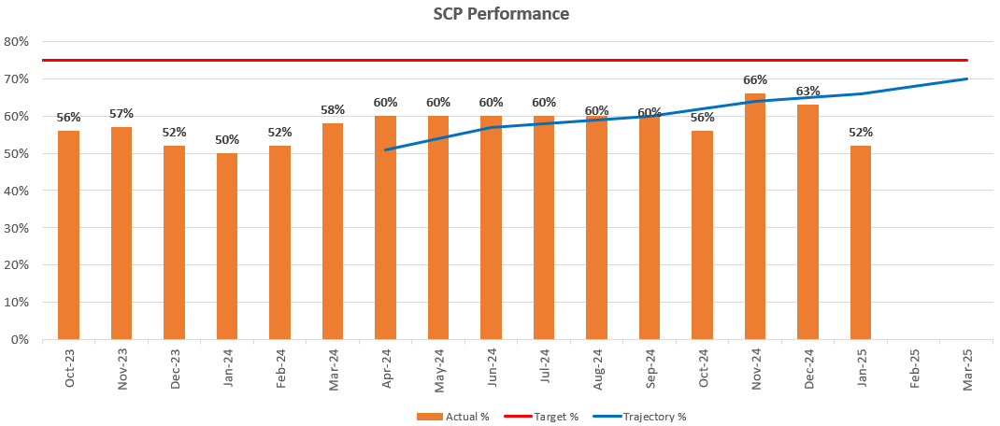 SCP Performance
80%
70%
60%
50%
40%
30%
20%
10%
0%
56%
57%
52%
50%
52%
58%
60%
60%
60%
60%
60%
60%
56%
66%
63%
52%
Oct-23
Nov-23
Dec-23
Jan-24
Feb-24
Mar-24
Apr-24
May-24
Jun-24
Jul-24
Aug-24
Sep-24
Oct-24
Nov-24
Dec-24
Jan-25
Feb-25
Mar-25
Actual %
Target %
Trajectory %